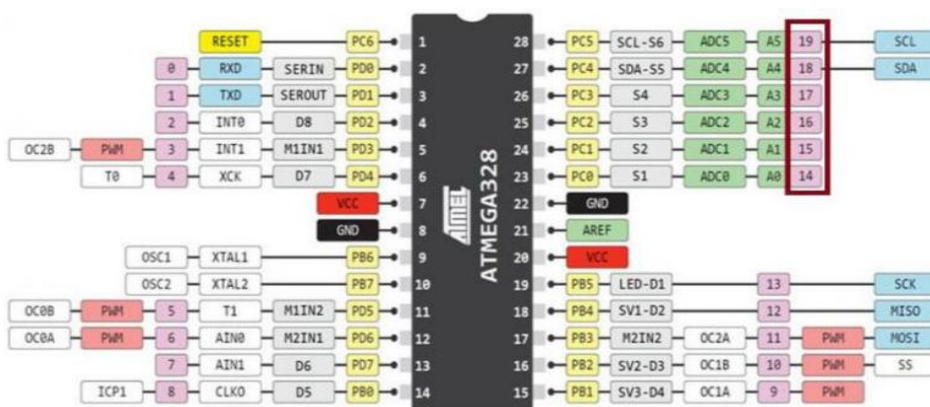 RESET PC6 1 28 PC5 SCL-S6 ADC5 A5 19 SCL
0 RXD SERIN PD0 2 27 PC4 SDA-S5 ADC4 A4 18 SDA
1 TXD SEROUT PD1 3 26 PC3 S4 ADC3 A3 17
2 INT0 D8 PD2 4 25 PC2 S3 ADC2 A2 16
OC2B PWM 3 INT1 M1IN1 PD3 5 24 PC1 S2 ADC1 A1 15
T0 4 XCK D7 PD4 6 23 PC0 S1 ADC0 A0 14
VCC 7 22 GND
GND 8 21 AREF
OSC1 XTAL1 PB6 9 20 VCC
OSC2 XTAL2 PB7 10 19 PB5 LED-D1 13 SCK
OC0B PWM 5 T1 M1IN2 PD5 11 18 PB4 SV1-D2 12 MISO
OC0A PWM 6 AIN0 M2IN1 PD6 12 17 PB3 M2IN2 OC2A 11 PWM MOSI
7 AIN1 D6 PD7 13 16 PB2 SV2-D3 OC1B 10 PWM SS
ICP1 8 CLKO D5 PB0 14 15 PB1 SV3-D4 OC1A 9 PWM
ATMEL
ATMEGA328